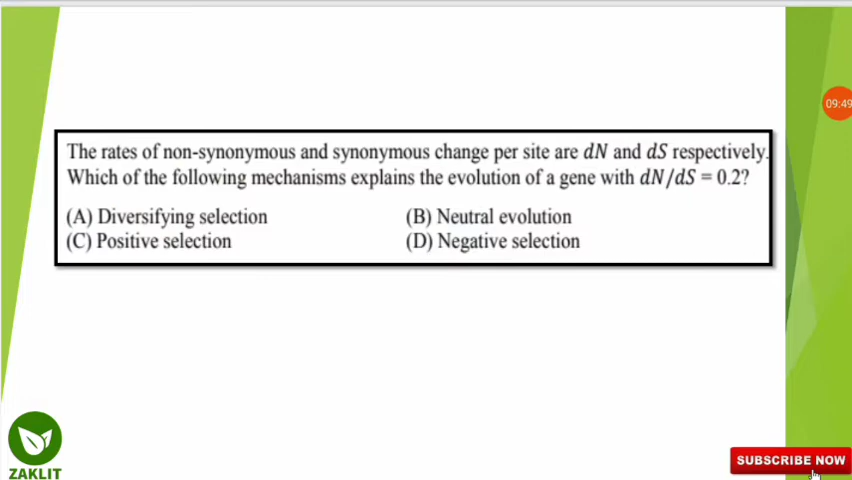 09:49
The rates of non-synonymous and synonymous change per site are dN and dS respectively.
Which of the following mechanisms explains the evolution of a gene with dN/dS = 0.2?
(A) Diversifying selection (B) Neutral evolution
(C) Positive selection (D) Negative selection
ZAKLIT
SUBSCRIBE NOW